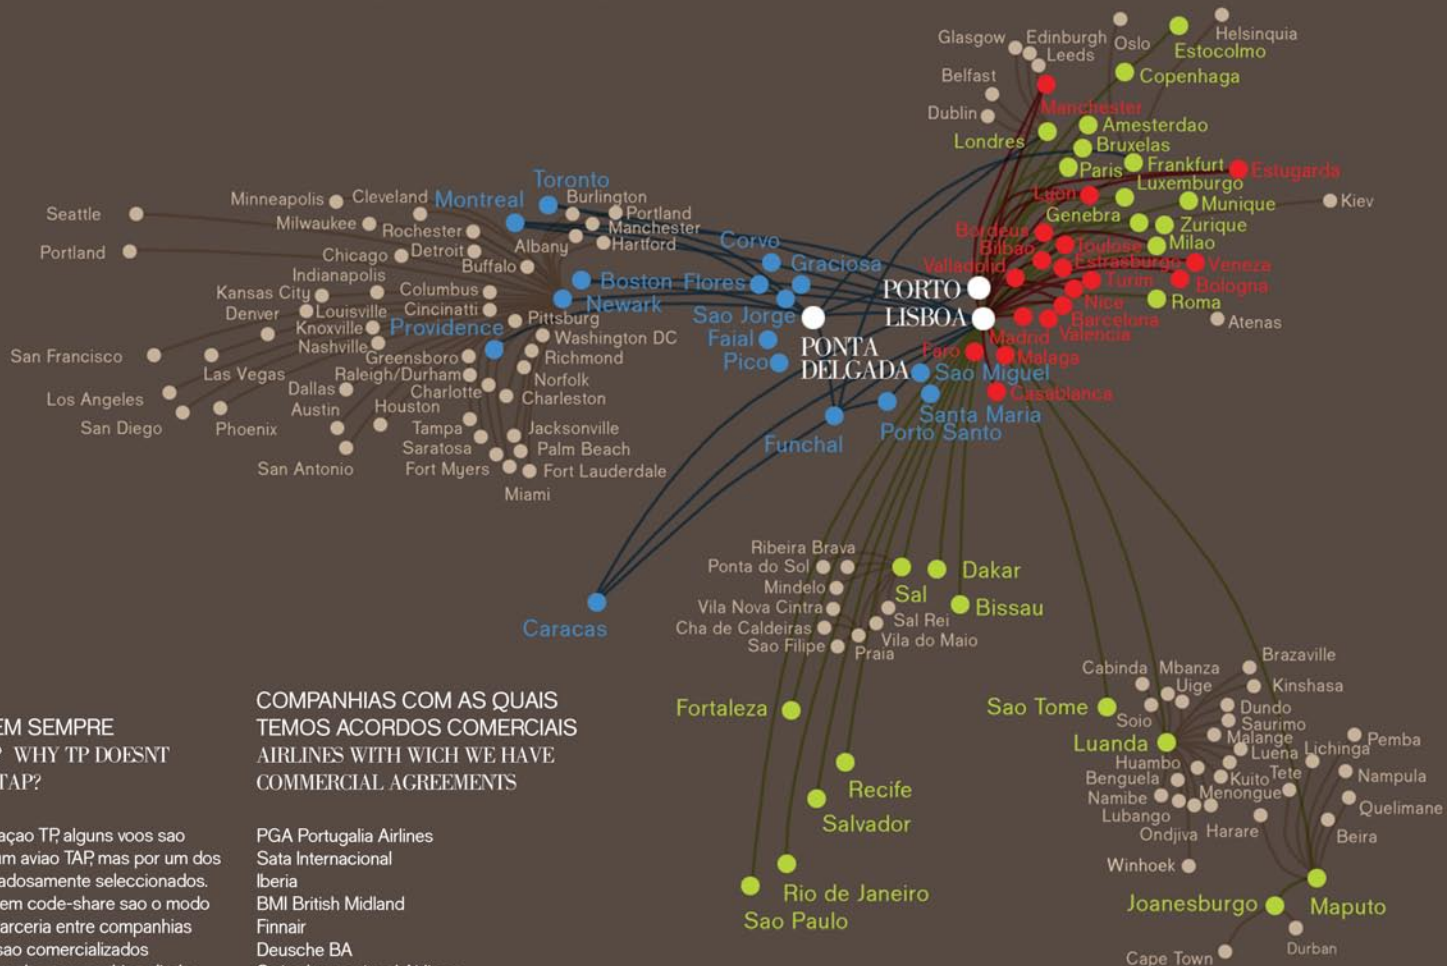 Glasgow
Edinburgh
Leeds
Oslo
Helsinquia
Estocolmo
Belfast
Copenhaga
Dublin
Manchester
Londres
Amesterdao
Bruxelas
Paris
Frankfurt
Estugarda
Luxemburgo
Lyon
Munique
Kiev
Genebra
Zurique
Bordeus
Bilbao
Toulose
Milao
Valladolid
Estrasburgo
Veneza
Turim
Bologna
Nice
Roma
Barcelona
Atenas
Madrid
Valencia
Faro
Malaga
Casablanca
PORTO
LISBOA
PONTA
DELGADA
Toronto
Montreal
Burlington
Portland
Manchester
Hartford
Albany
Minneapolis
Cleveland
Seattle
Milwaukee
Rochester
Portland
Chicago
Detroit
Buffalo
Indianapolis
Boston
Newark
Kansas City
Columbus
Denver
Louisville
Cincinatti
Knoxville
Providence
Pittsburg
Nashville
Washington DC
San Francisco
Greensboro
Richmond
Las Vegas
Raleigh/Durham
Norfolk
Dallas
Charlotte
Charleston
Los Angeles
Austin
Houston
San Diego
Phoenix
Tampa
Jacksonville
Saratosa
Palm Beach
San Antonio
Fort Myers
Fort Lauderdale
Miami
Corvo
Graciosa
Flores
Sao Jorge
Faial
Pico
Sao Miguel
Santa Maria
Porto Santo
Funchal
Caracas
Ribeira Brava
Ponta do Sol
Mindelo
Vila Nova Cintra
Cha de Caldeiras
Sao Filipe
Praia
Vila do Maio
Sal Rei
Sal
Dakar
Bissau
Fortaleza
Recife
Salvador
Rio de Janeiro
Sao Paulo
Sao Tome
Cabinda
Mbanza
Brazaville
Uige
Kinshasa
Soio
Dundo
Saurimo
Luanda
Malange
Luena
Lichinga
Pemba
Huambo
Benguela
Kuito
Tete
Nampula
Namibe
Menongue
Quelimane
Lubango
Ondjiva
Harare
Beira
Winhoek
Joanesburgo
Maputo
Durban
Cape Town
EM SEMPRE
? WHY TP DOESNT
TAP?
açao TP, alguns voos sao
um aviao TAP, mas por um dos
adosamente seleccionados.
em code-share sao o modo
arceria entre companhias
sao comercializados
COMPANHIAS COM AS QUAIS
TEMOS ACORDOS COMERCIAIS
AIRLINES WITH WICH WE HAVE
COMMERCIAL AGREEMENTS
PGA Portugalia Airlines
Sata Internacional
Iberia
BMI British Midland
Finnair
Deusche BA